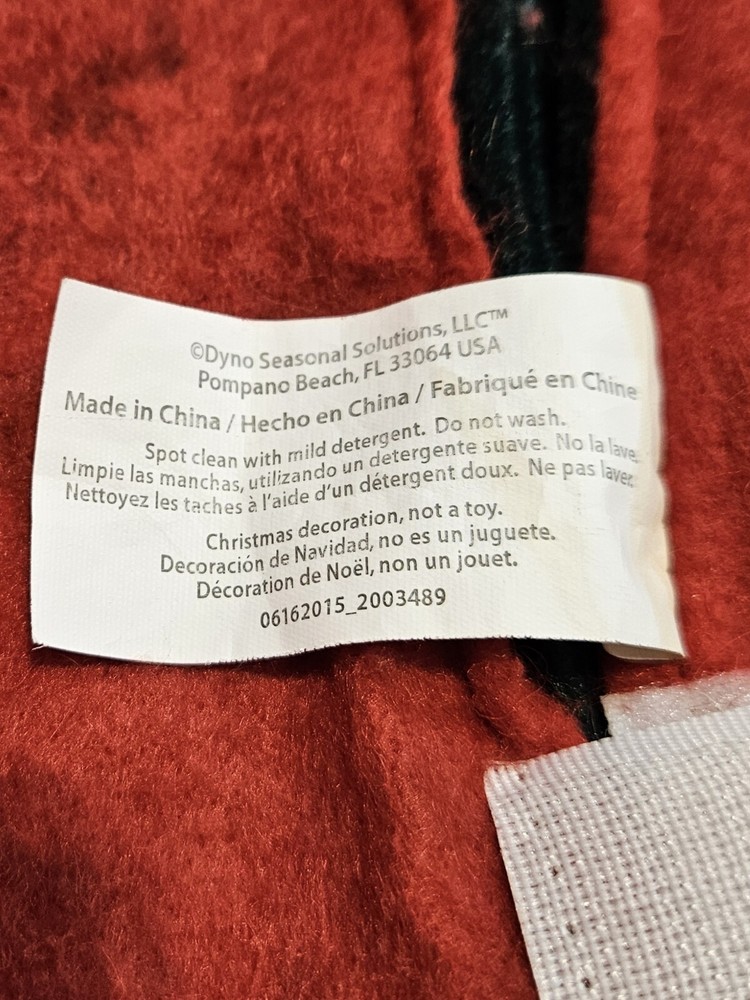 ©Dyno Seasonal Solutions, LLC™
Pompano Beach, FL 33064 USA
Made in China / Hecho en China / Fabriqué en Chine
Spot clean with mild detergent. Do not wash.
Limpie las manchas, utilizando un detergente suave. No la lave.
Nettoyez les taches à l'aide d'un détergent doux. Ne pas laver.
Christmas decoration, not a toy.
Decoración de Navidad, no es un juguete.
Décoration de Noël, non un jouet.
06162015_2003489